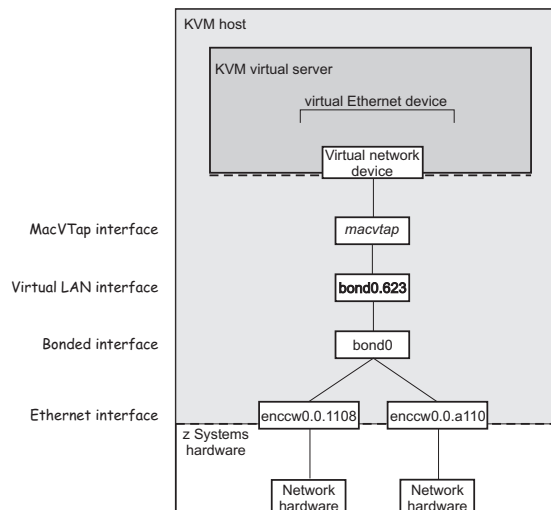 KVM host
KVM virtual server
virtual Ethernet device
Virtual network
device
MacVTap interface
macvtap
Virtual LAN interface
bond0.623
Bonded interface
bond0
Ethernet interface
enccw0.0.1108
enccw0.0.a110
z Systems
hardware
Network
hardware
Network
hardware